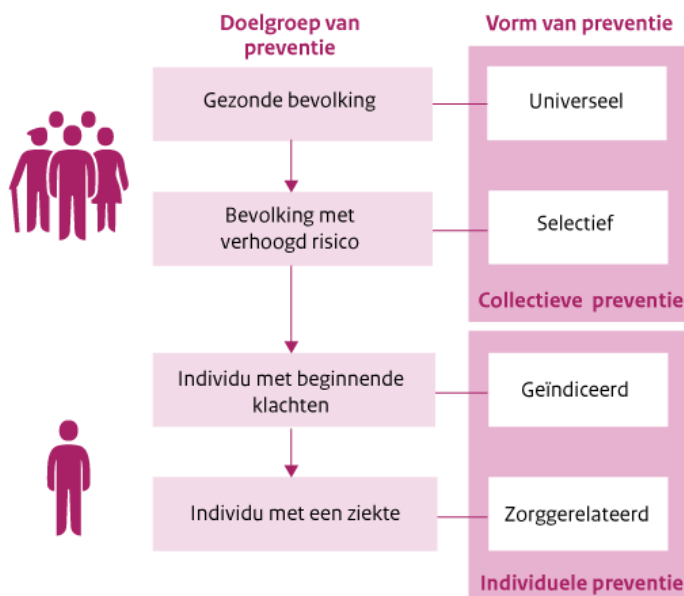 Doelgroep van
preventie
Vorm van preventie
Gezonde bevolking
Universeel
Bevolking met
verhoogd risico
Selectief
Collectieve preventie
Individu met beginnende
klachten
Geïndiceerd
Individu met een ziekte
Zorggerelateerd
Individuele preventie